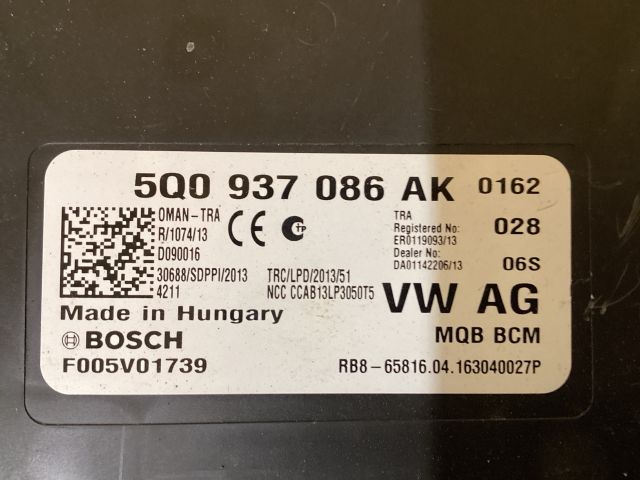 5Q0 937 086 AK 0162
OMAN-TRA
R/1074/13
D090016
30688/SDPPI/2013
4211
CE
TP
TRC/LPD/2013/51
NCC CCAB13LP3050T5
TRA
Registered No:
ER0119093/13
Dealer No:
DA01142206/13
028
06S
VW AG
MQB BCM
Made in Hungary
BOSCH
F005V01739
RB8-65816.04.163040027P